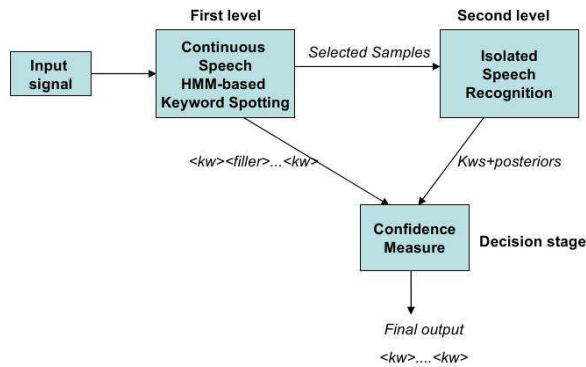 First level
Second level
Input
signal
Continuous
Speech
HMM-based
Keyword Spotting
Selected Samples
Isolated
Speech
Recognition
<kw><filler>...<kw>
Kws+posteriors
Confidence
Measure
Decision stage
Final output
<kw>....<kw>